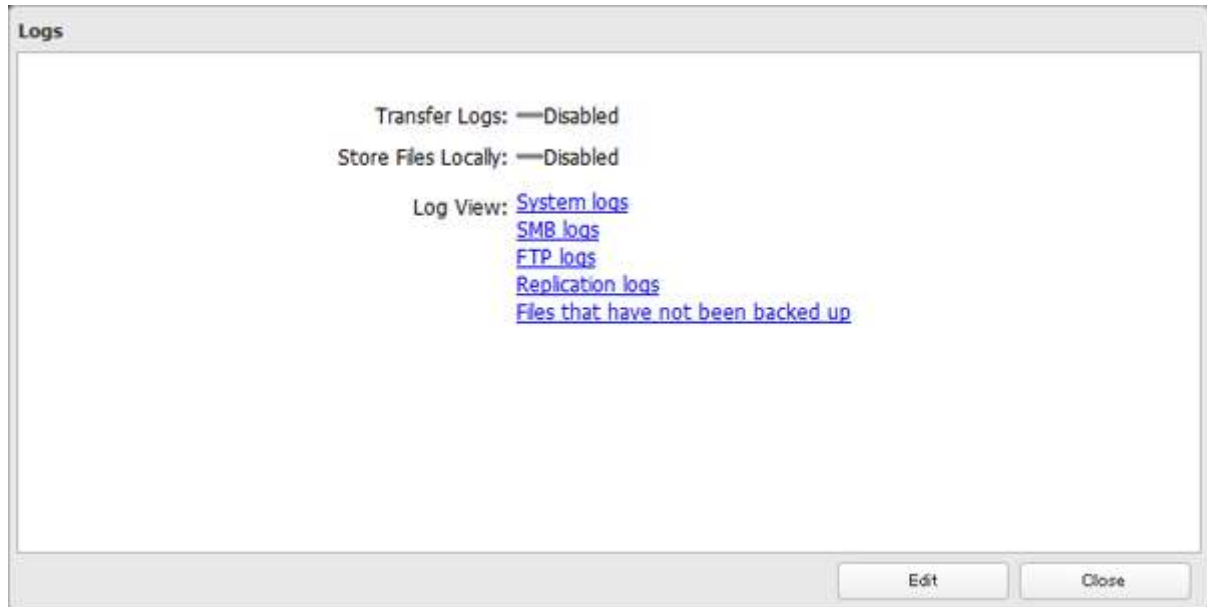 Logs
Transfer Logs: Disabled
Store Files Locally: Disabled
Log View: System logs
SMB logs
FTP logs
Replication logs
Files that have not been backed up
Edit Close